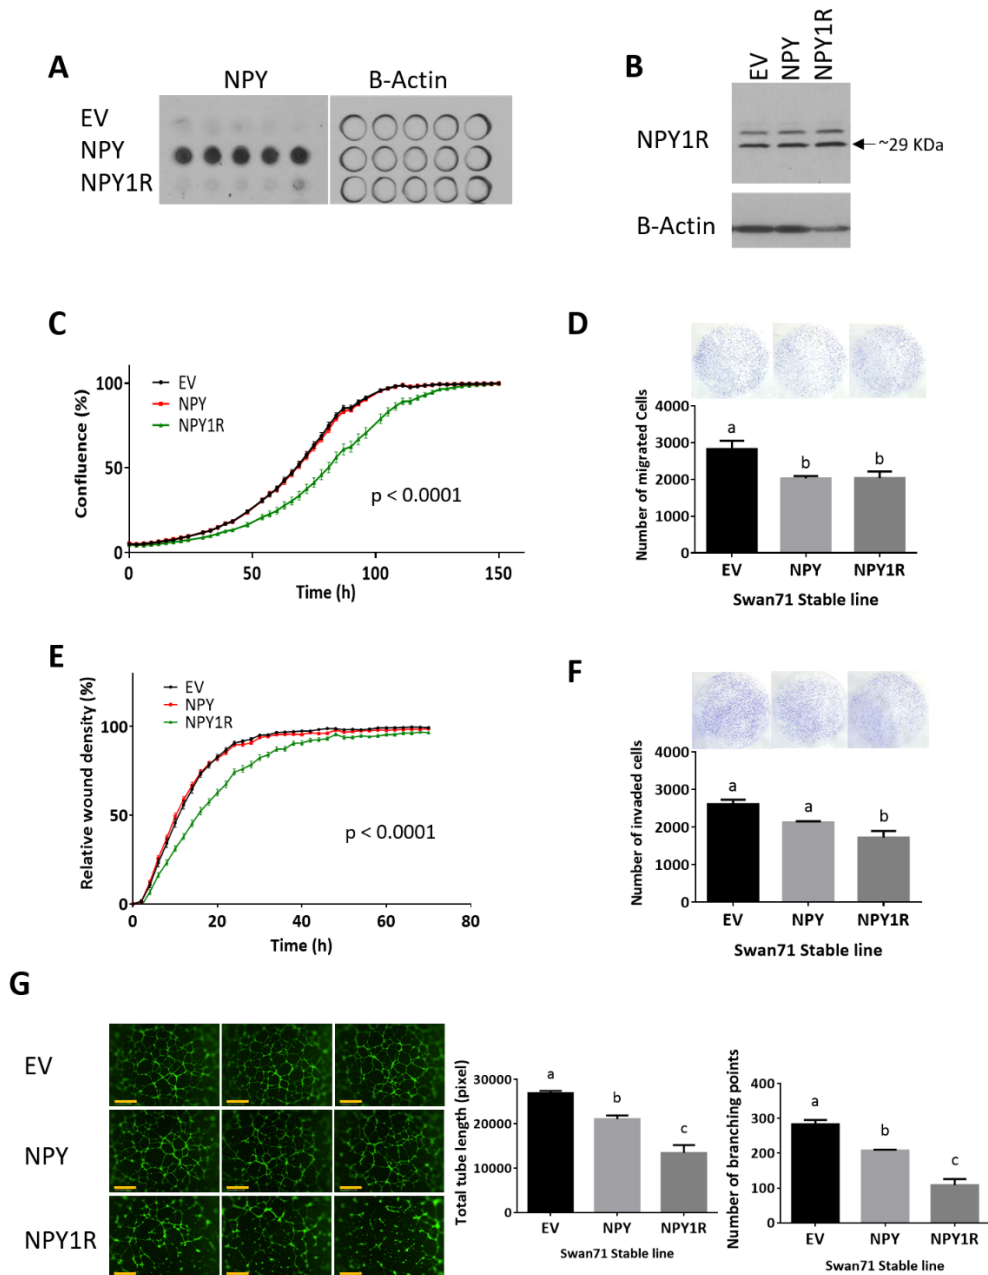 A
NPY B-Actin
EV
NPY
NPY1R
B
EV NPY NPY1R
NPY1R
~29 KDa
B-Actin
C
Confluence (%)
100
50
0
EV
NPY
NPY1R
p < 0.0001
0 50 100 150
Time (h)
D
Number of migrated Cells
4000
3000
2000
1000
0
a b b
EV NPY NPY1R
Swan71 Stable line
E
Relative wound density (%)
100
50
0
EV
NPY
NPY1R
p < 0.0001
0 20 40 60 80
Time (h)
F
Number of invaded cells
4000
3000
2000
1000
0
a a b
EV NPY NPY1R
Swan71 Stable line
G
EV
NPY
NPY1R
Total tube length (pixel)
30000
20000
10000
0
a b c
EV NPY NPY1R
Swan71 Stable line
Number of branching points
400
300
200
100
0
a b c
EV NPY NPY1R
Swan71 Stable line